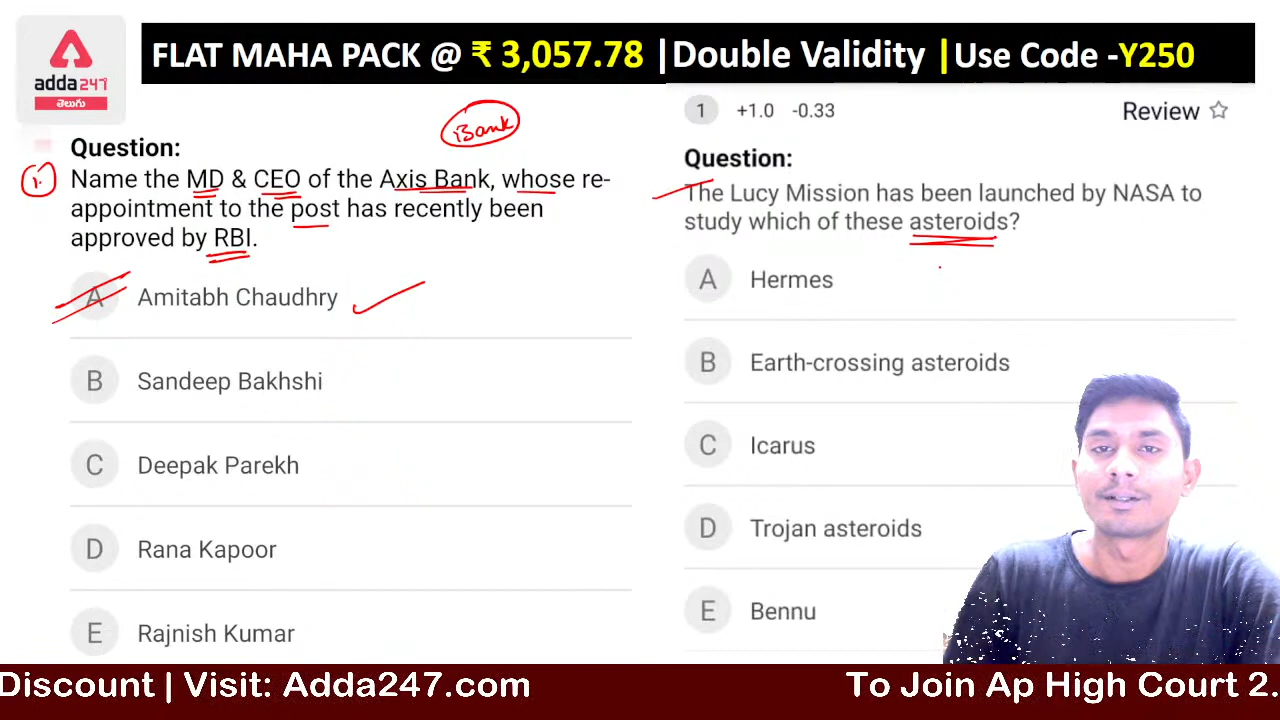 adda247
తెలుగు
FLAT MAHA PACK @ ₹ 3,057.78 |Double Validity |Use Code -Y250
Bank
Question:
1.
Name the MD & CEO of the Axis Bank, whose re-
appointment to the post has recently been
approved by RBI.
A Amitabh Chaudhry
B Sandeep Bakhshi
C Deepak Parekh
D Rana Kapoor
E Rajnish Kumar
1 +1.0 -0.33 Review
Question:
The Lucy Mission has been launched by NASA to
study which of these asteroids?
A Hermes
B Earth-crossing asteroids
C Icarus
D Trojan asteroids
E Bennu
Discount | Visit: Adda247.com
To Join Ap High Court 2.